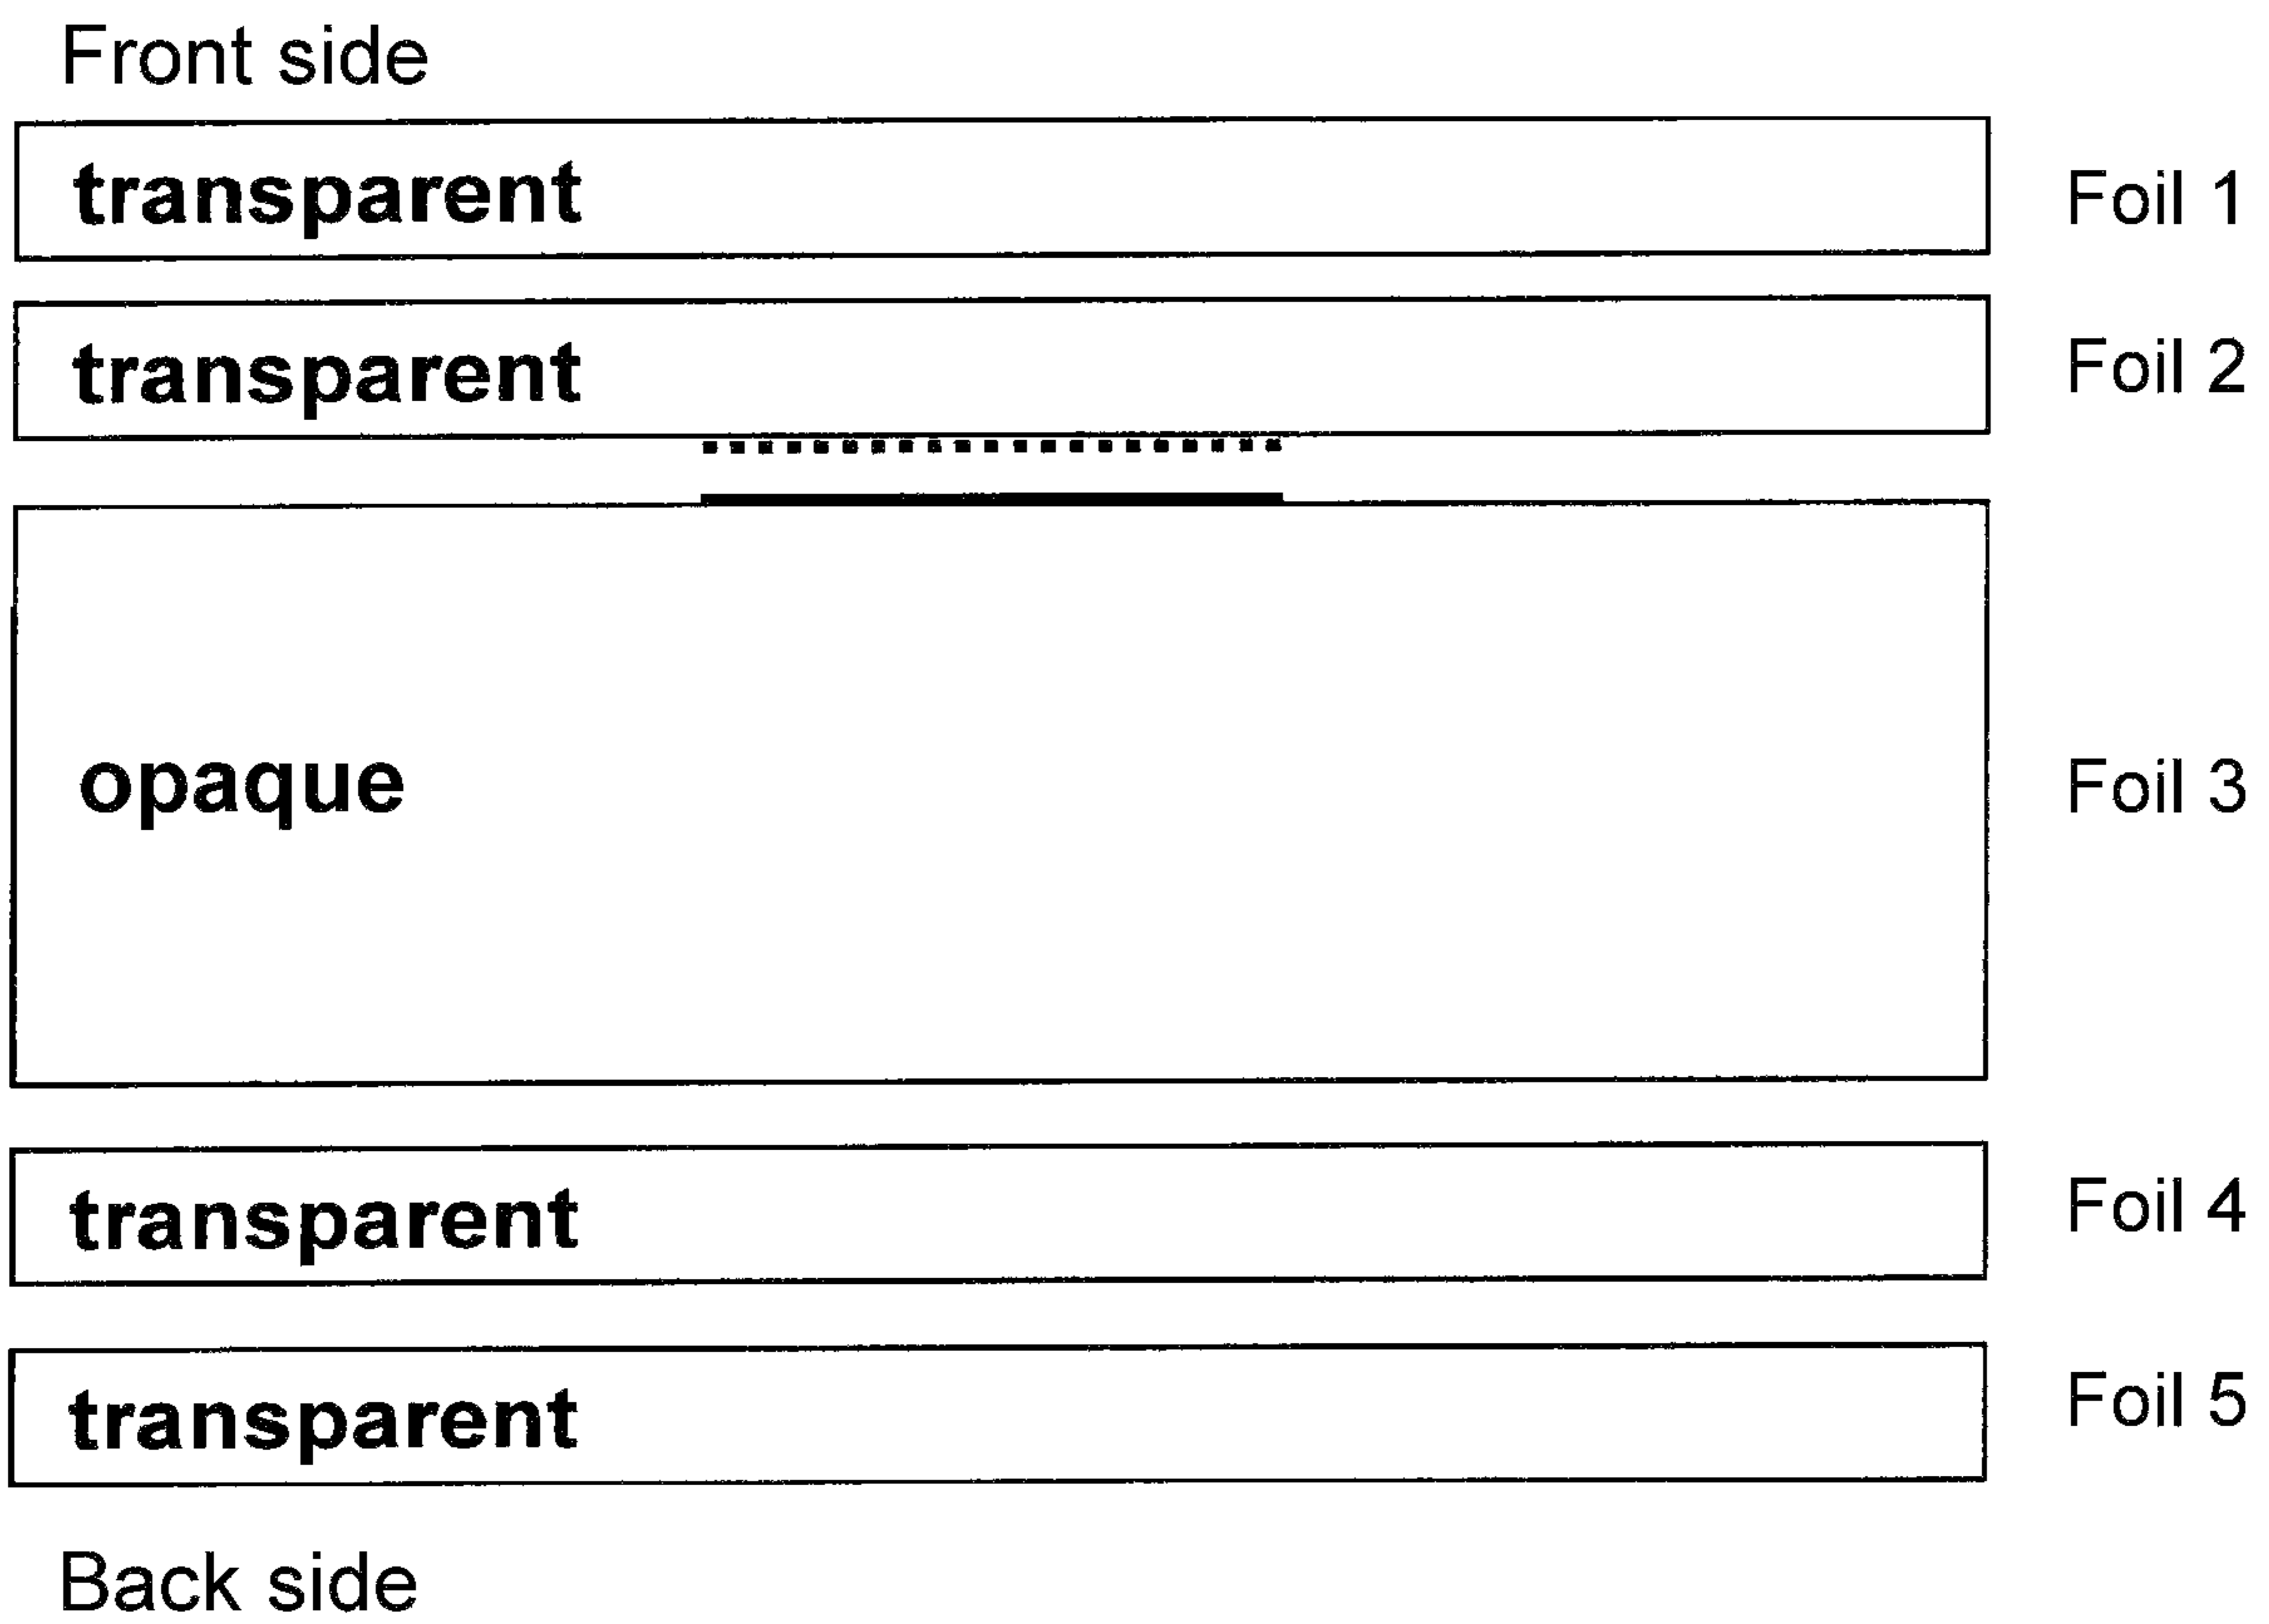 Front side
transparent Foil 1
transparent Foil 2
opaque Foil 3
transparent Foil 4
transparent Foil 5
Back side